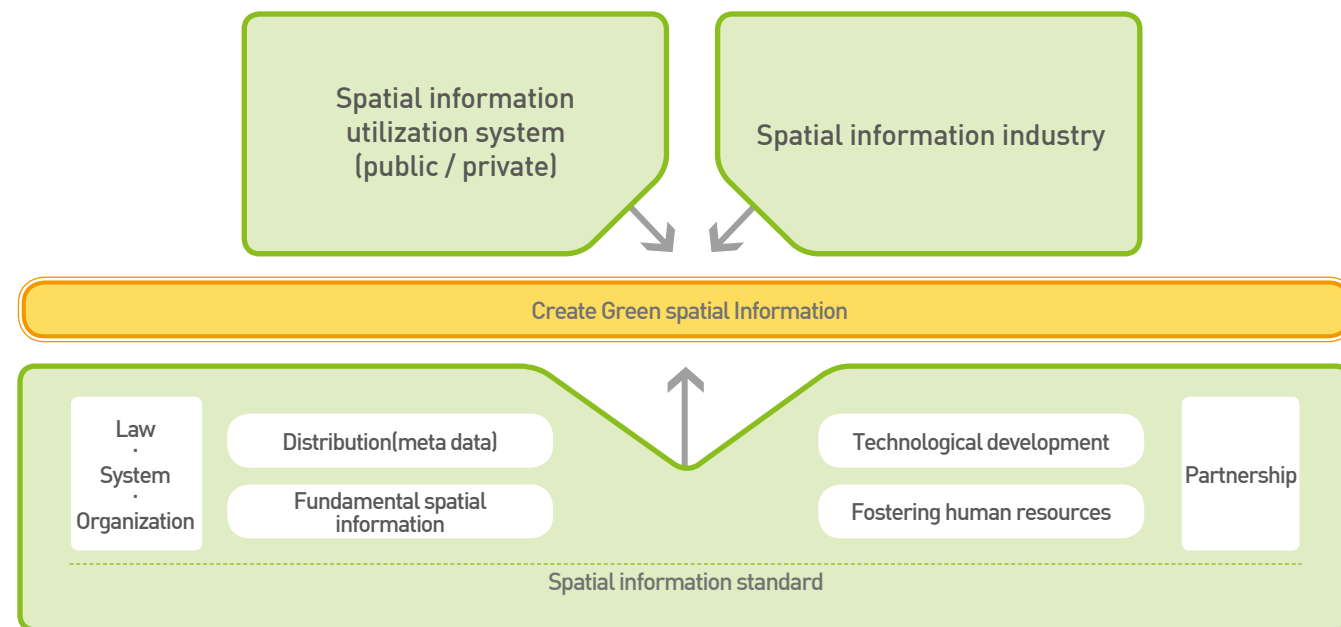 Spatial information
utilization system
(public / private)
Spatial information industry
Create Green spatial Information
Law
·
System
·
Organization
Distribution(meta data)
Fundamental spatial
information
Technological development
Fostering human resources
Partnership
Spatial information standard